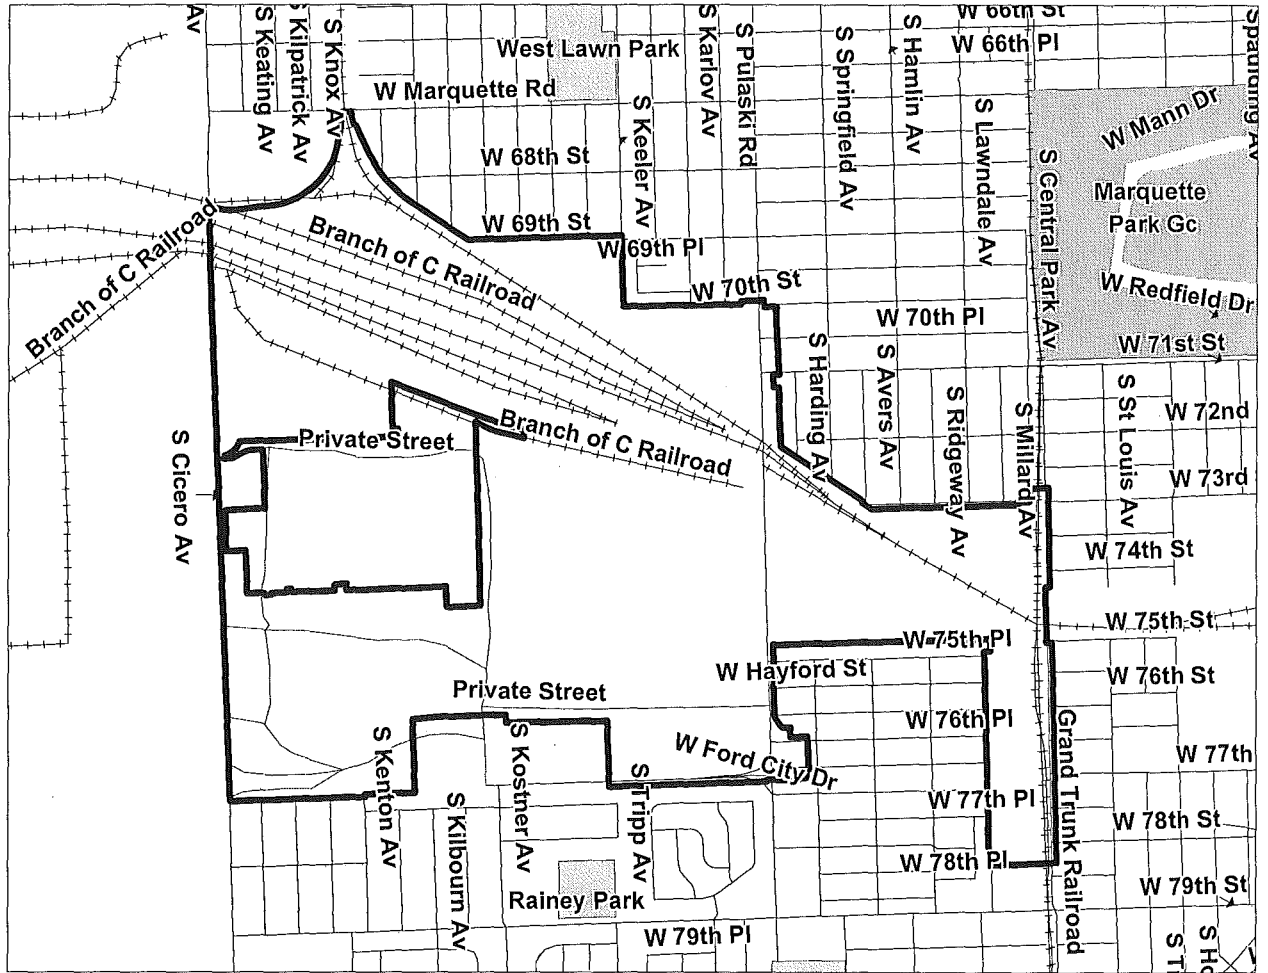 Av
S Keating Av
S Kilpatrick Av
S Knox Av
West Lawn Park
S Karlov Av
S Pulaski Rd
S Springfield Av
S Hamlin Av
W 66th St
W 66th Pl
S Spaulding Av
W Marquette Rd
S Keeler Av
S Lawndale Av
W Mann Dr
W 68th St
S Central Park Av
Marquette
Park Gc
W 69th St
W 69th Pl
Branch of C Railroad
Branch of C Railroad
W 70th St
W Redfield Dr
W 70th Pl
W 71st St
S Harding Av
S Avers Av
S Ridgeway Av
S Millard Av
S St Louis Av
W 72nd
Branch of C Railroad
Private Street
S Cicero Av
W 73rd
W 74th St
W 75th St
W 75th Pl
W Hayford St
W 76th St
Private Street
W 76th Pl
Grand Trunk Railroad
S Kenton Av
S Kostner Av
W Ford City Dr
W 77th
S Kilbourn Av
S Tripp Av
W 77th Pl
W 78th St
W 78th Pl
W 79th St
Rainey Park
W 79th Pl